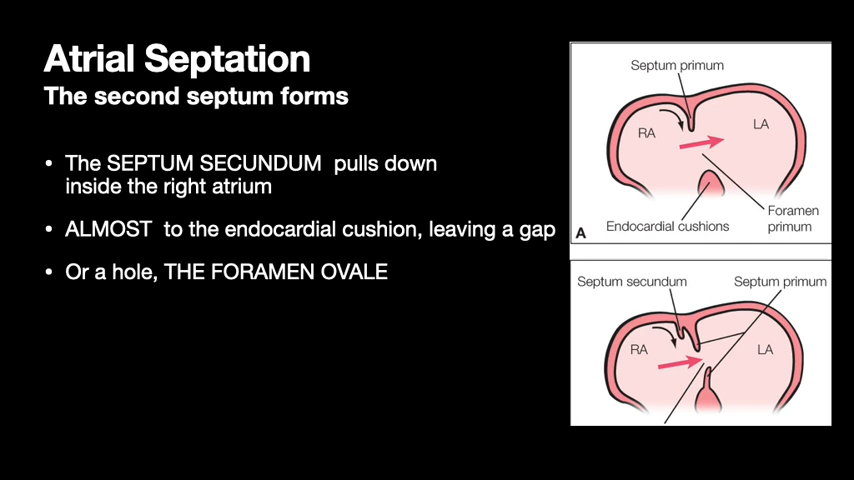 Atrial Septation
The second septum forms
• The SEPTUM SECUNDUM pulls down
inside the right atrium
• ALMOST to the endocardial cushion, leaving a gap
• Or a hole, THE FORAMEN OVALE
Septum primum
RA
LA
Foramen
primum
Endocardial cushions
A
Septum secundum
Septum primum
RA
LA